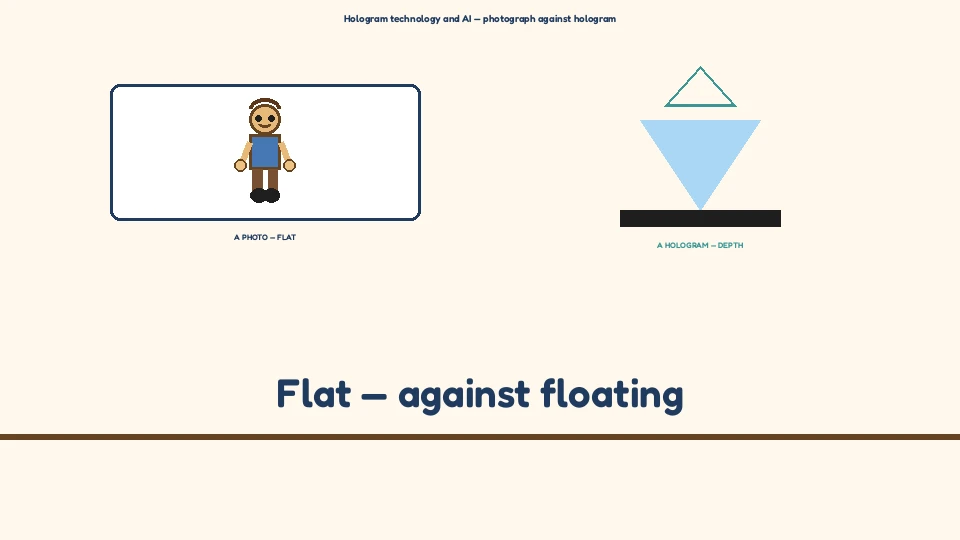 Hologram technology and AI — photograph against hologram
A PHOTO — FLAT
A HOLOGRAM — DEPTH
Flat — against floating